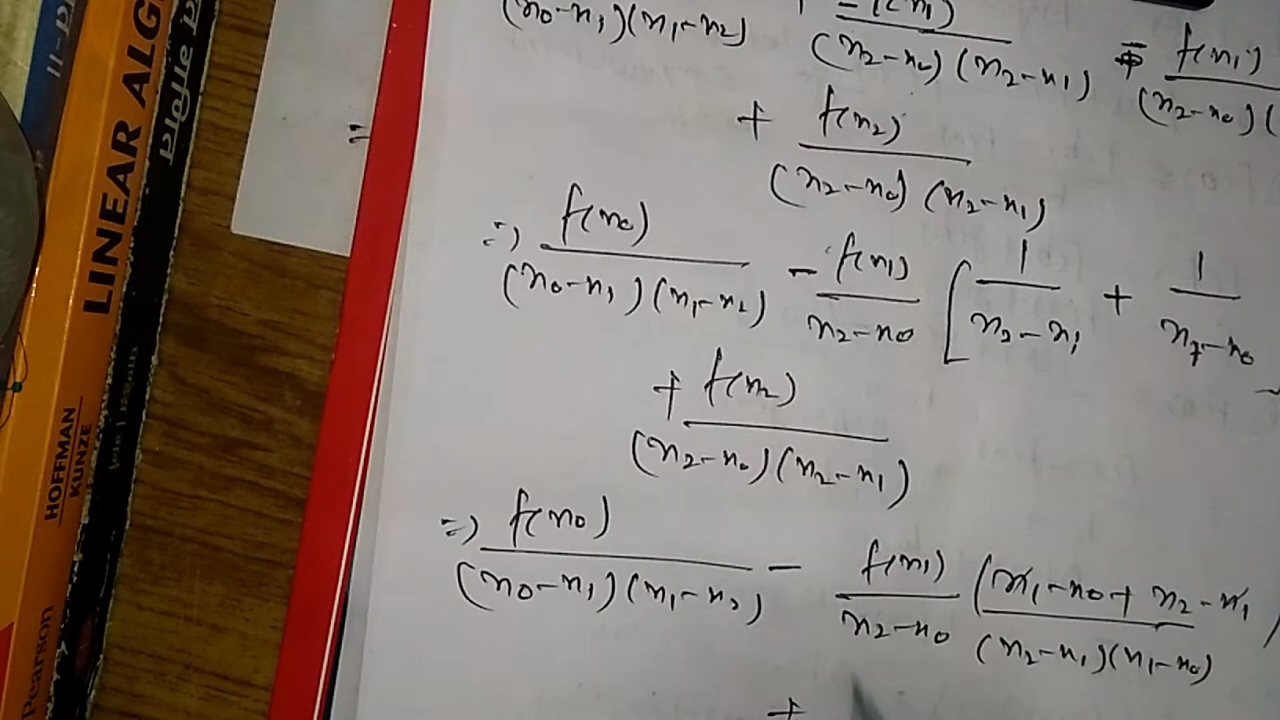 (x0-x1)(x1-x2) + -f(x1) / (x2-x0)(x2-x1) = f(x1) / (x2-x0)(
= + f(x2) / (x2-x0)(x2-x1)
=> f(x0) / (x0-x1)(x1-x2) - f(x1) / x2-x0 [ 1 / x2-x1 + 1 / x1-x0
+ f(x2) / (x2-x0)(x2-x1)
=> f(x0) / (x0-x1)(x1-x2) - f(x1) / x2-x0 (x1-x0+x2-x1 / (x2-x1)(x1-x0) )
+
LINEAR ALG
HOFFMAN
KUNZE
Pearson